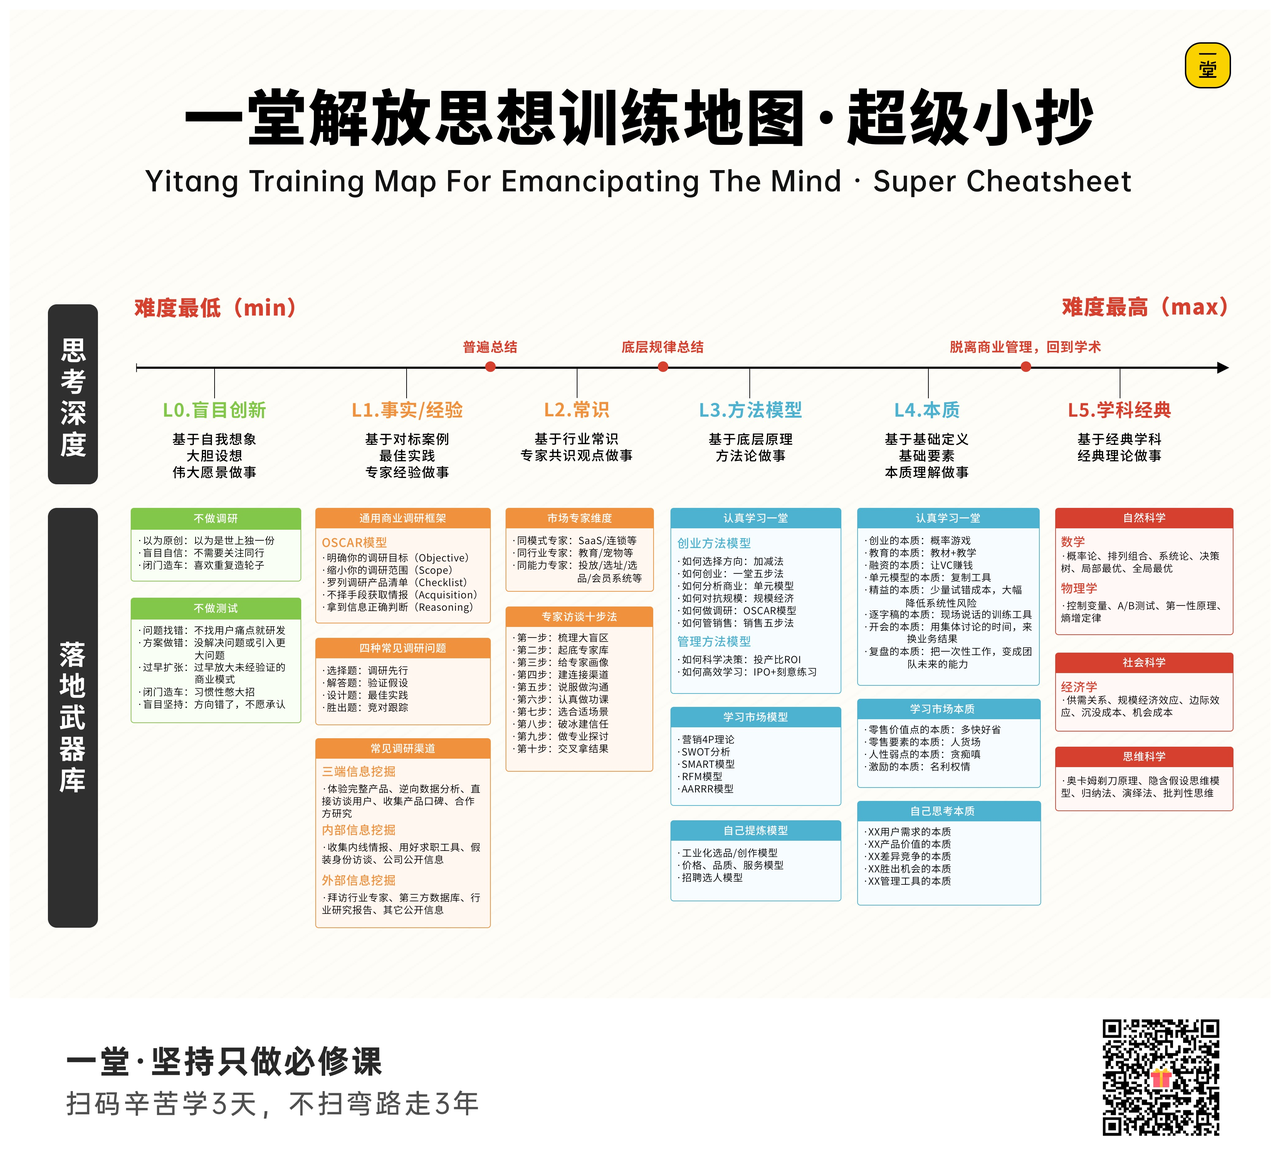 一堂
一堂解放思想训练地图·超级小抄
Yitang Training Map For Emancipating The Mind · Super Cheatsheet
思考深度
难度最低（min）
难度最高（max）
普遍总结
底层规律总结
脱离商业管理，回到学术
L0.盲目创新
基于自我想象
大胆设想
伟大愿景做事
L1.事实/经验
基于对标案例
最佳实践
专家经验做事
L2.常识
基于行业常识
专家共识观点做事
L3.方法模型
基于底层原理
方法论做事
L4.本质
基于基础定义
基础要素
本质理解做事
L5.学科经典
基于经典学科
经典理论做事
落地武器库
不做调研
·以为原创：以为是世上独一份
·盲目自信：不需要关注同行
·闭门造车：喜欢重复造轮子
不做测试
·问题找错：不找用户痛点就研发
·方案做错：没解决问题或引入更
大问题
·过早扩张：过早放大未经验证的
商业模式
·闭门造车：习惯性憋大招
·盲目坚持：方向错了，不愿承认
通用商业调研框架
OSCAR模型
·明确你的调研目标（Objective）
·缩小你的调研范围（Scope）
·罗列调研产品清单（Checklist）
·不择手段获取情报（Acquisition）
·拿到信息正确判断（Reasoning）
四种常见调研问题
·选择题：调研先行
·解答题：验证假设
·设计题：最佳实践
·胜出题：竞对跟踪
常见调研渠道
三端信息挖掘
·体验完整产品、逆向数据分析、直
接访谈用户、收集产品口碑、合作
方研究
内部信息挖掘
·收集内线情报、用好求职工具、假
装身份访谈、公司公开信息
外部信息挖掘
·拜访行业专家、第三方数据库、行
业研究报告、其它公开信息
市场专家维度
·同模式专家：SaaS/连锁等
·同行业专家：教育/宠物等
·同能力专家：投放/选址/选
品/会员系统等
专家访谈十步法
·第一步：梳理大盲区
·第二步：起底专家库
·第三步：给专家画像
·第四步：建连接渠道
·第五步：说服做沟通
·第六步：认真做功课
·第七步：选合适场景
·第八步：破冰建信任
·第九步：做专业探讨
·第十步：交叉拿结果
认真学习一堂
创业方法模型
·如何选择方向：加减法
·如何创业：一堂五步法
·如何分析商业：单元模型
·如何对抗规模：规模经济
·如何做调研：OSCAR模型
·如何管销售：销售五步法
管理方法模型
·如何科学决策：投产比ROI
·如何高效学习：IPO+刻意练习
学习市场模型
·营销4P理论
·SWOT分析
·SMART模型
·RFM模型
·AARRR模型
自己提炼模型
·工业化选品/创作模型
·价格、品质、服务模型
·招聘选人模型
认真学习一堂
·创业的本质：概率游戏
·教育的本质：教材+教学
·融资的本质：让VC赚钱
·单元模型的本质：复制工具
·精益的本质：少量试错成本，大幅
降低系统性风险
·逐字稿的本质：现场说话的训练工具
·开会的本质：用集体讨论的时间，来
换业务结果
·复盘的本质：把一次性工作，变成团
队未来的能力
学习市场本质
·零售价值点的本质：多快好省
·零售要素的本质：人货场
·人性弱点的本质：贪痴嗔
·激励的本质：名利权情
自己思考本质
·XX用户需求的本质
·XX产品价值的本质
·XX差异竞争的本质
·XX胜出机会的本质
·XX管理工具的本质
自然科学
数学
·概率论、排列组合、系统论、决策
树、局部最优、全局最优
物理学
·控制变量、A/B测试、第一性原理、
熵增定律
社会科学
经济学
·供需关系、规模经济效应、边际效
应、沉没成本、机会成本
思维科学
·奥卡姆剃刀原理、隐含假设思维模
型、归纳法、演绎法、批判性思维
一堂·坚持只做必修课
扫码辛苦学3天，不扫弯路走3年